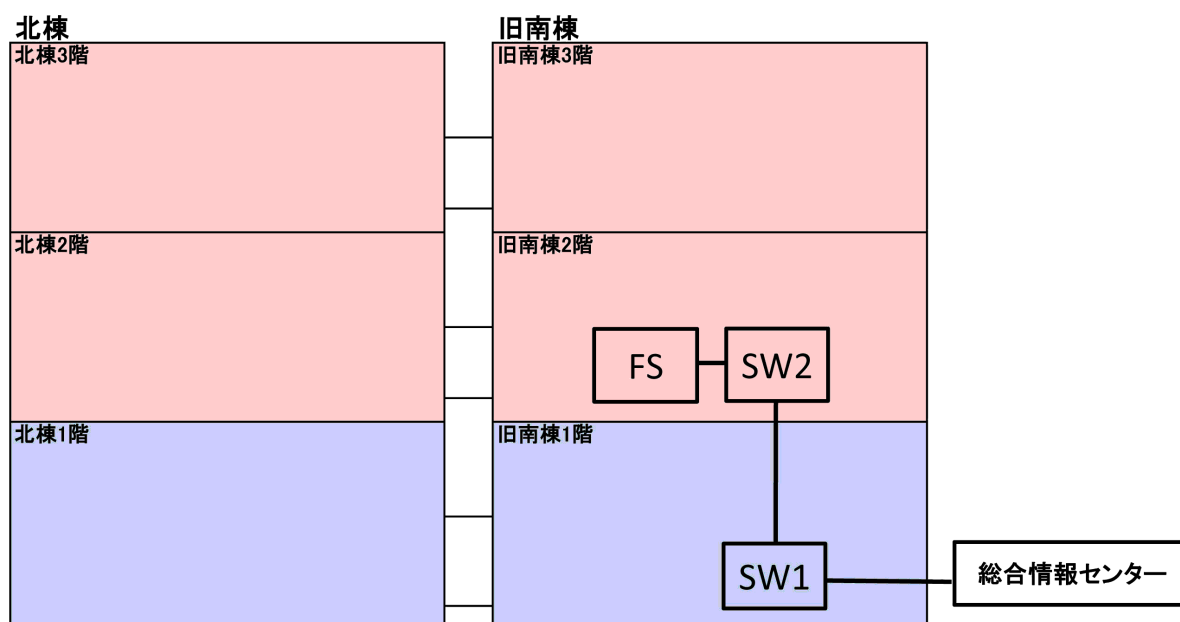 北棟
旧南棟
北棟3階
旧南棟3階
北棟2階
旧南棟2階
FS
SW2
北棟1階
旧南棟1階
SW1
総合情報センター